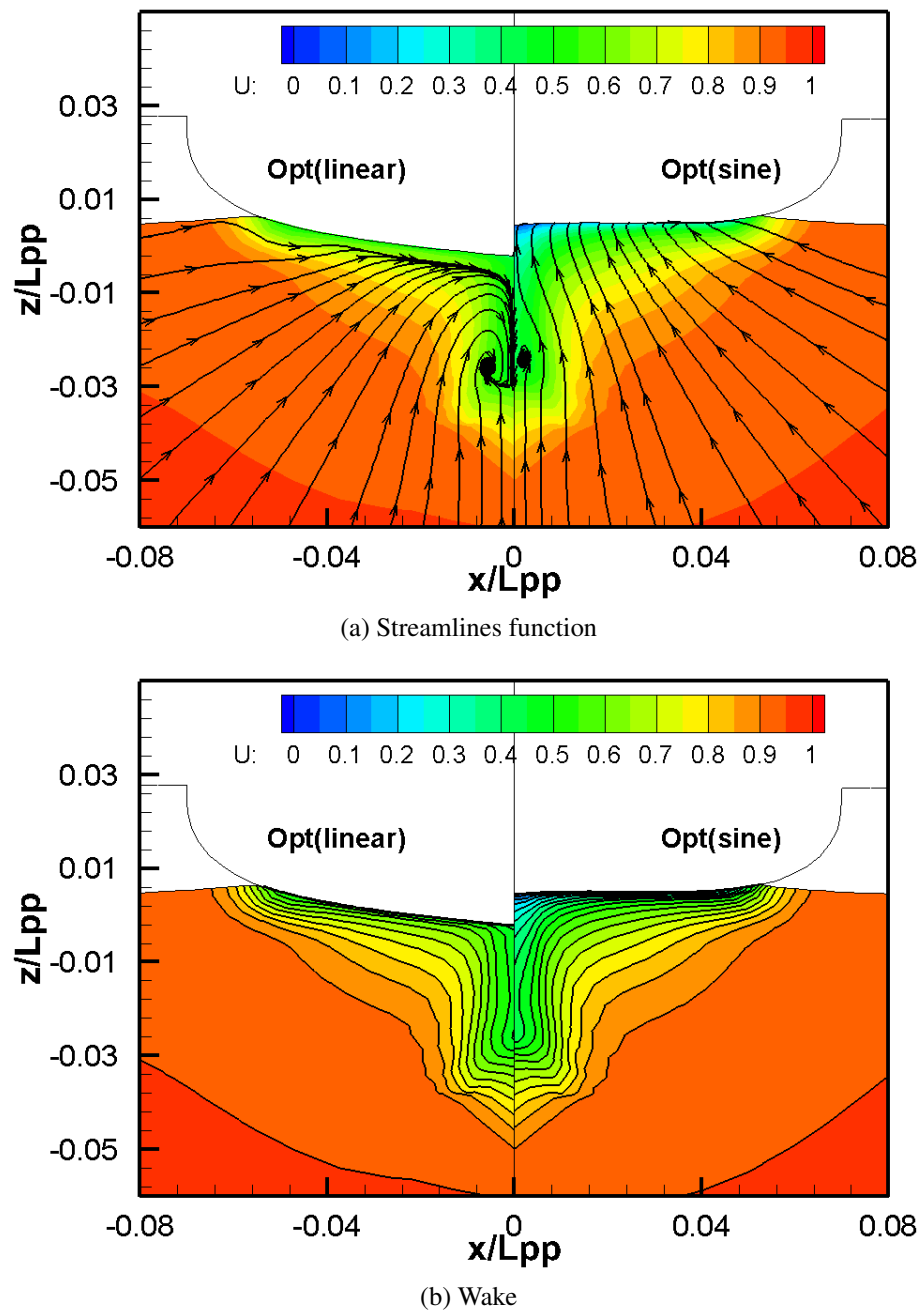 U: 0 0.1 0.2 0.3 0.4 0.5 0.6 0.7 0.8 0.9 1
0.03
Opt(linear) Opt(sine)
0.01
z/Lpp
-0.01
-0.03
-0.05
-0.08 -0.04 0 0.04 0.08
x/Lpp
(a) Streamlines function
U: 0 0.1 0.2 0.3 0.4 0.5 0.6 0.7 0.8 0.9 1
0.03
Opt(linear) Opt(sine)
0.01
z/Lpp
-0.01
-0.03
-0.05
-0.08 -0.04 0 0.04 0.08
x/Lpp
(b) Wake